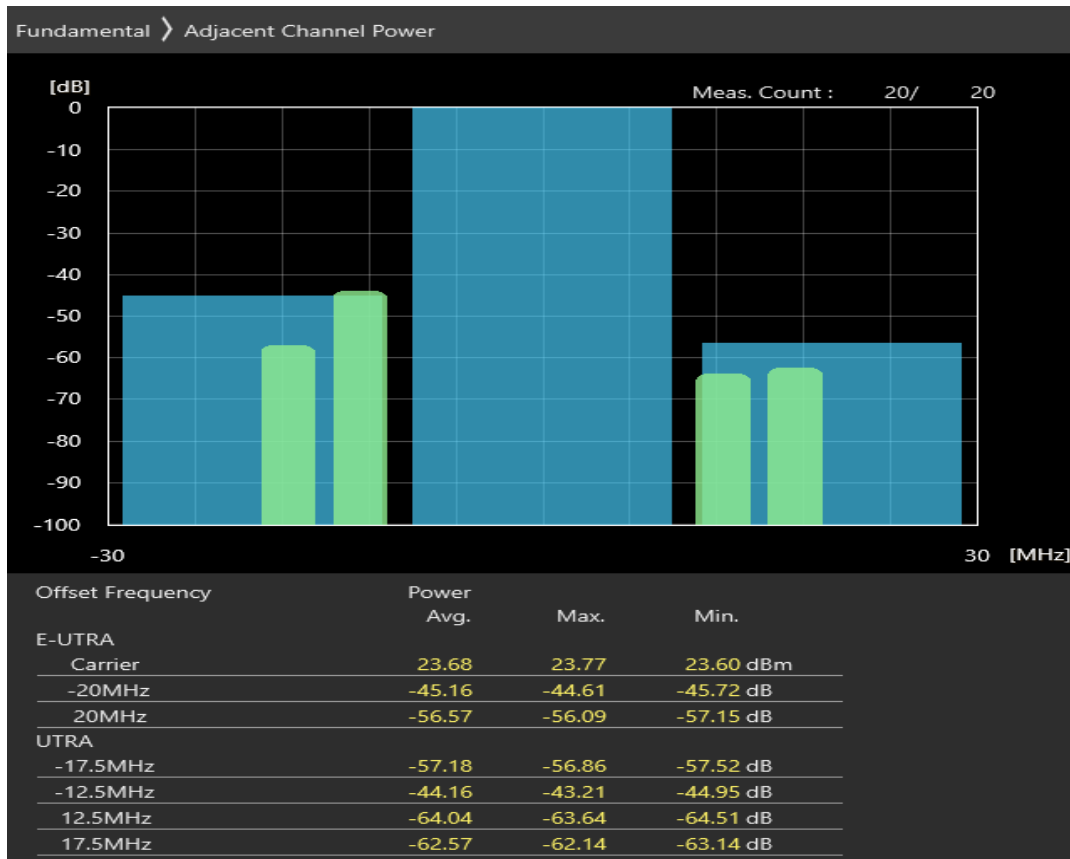 Fundamental 〉 Adjacent Channel Power
[dB]
Meas. Count : 20/ 20
0
-10
-20
-30
-40
-50
-60
-70
-80
-90
-100
-30 30 [MHz]
Offset Frequency Power
Avg. Max. Min.
E-UTRA
Carrier 23.68 23.77 23.60 dBm
-20MHz -45.16 -44.61 -45.72 dB
20MHz -56.57 -56.09 -57.15 dB
UTRA
-17.5MHz -57.18 -56.86 -57.52 dB
-12.5MHz -44.16 -43.21 -44.95 dB
12.5MHz -64.04 -63.64 -64.51 dB
17.5MHz -62.57 -62.14 -63.14 dB